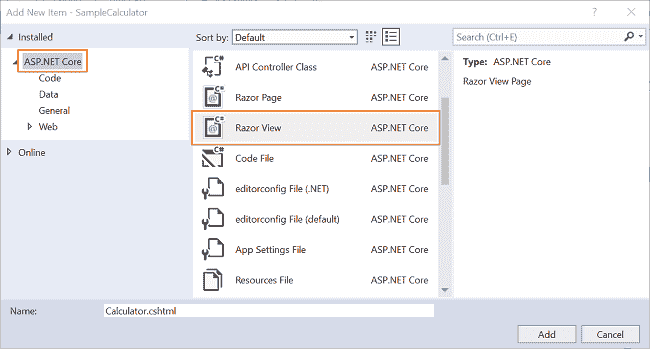 Add New Item - SampleCalculator
Installed
Sort by: Default
Search (Ctrl+E)
ASP.NET Core
Code
Data
General
Web
Online
API Controller Class ASP.NET Core
Razor Page ASP.NET Core
Razor View ASP.NET Core
Code File ASP.NET Core
editorconfig File (.NET) ASP.NET Core
editorconfig File (default) ASP.NET Core
App Settings File ASP.NET Core
Resources File ASP.NET Core
Type: ASP.NET Core
Razor View Page
Name: Calculator.cshtml
Add Cancel